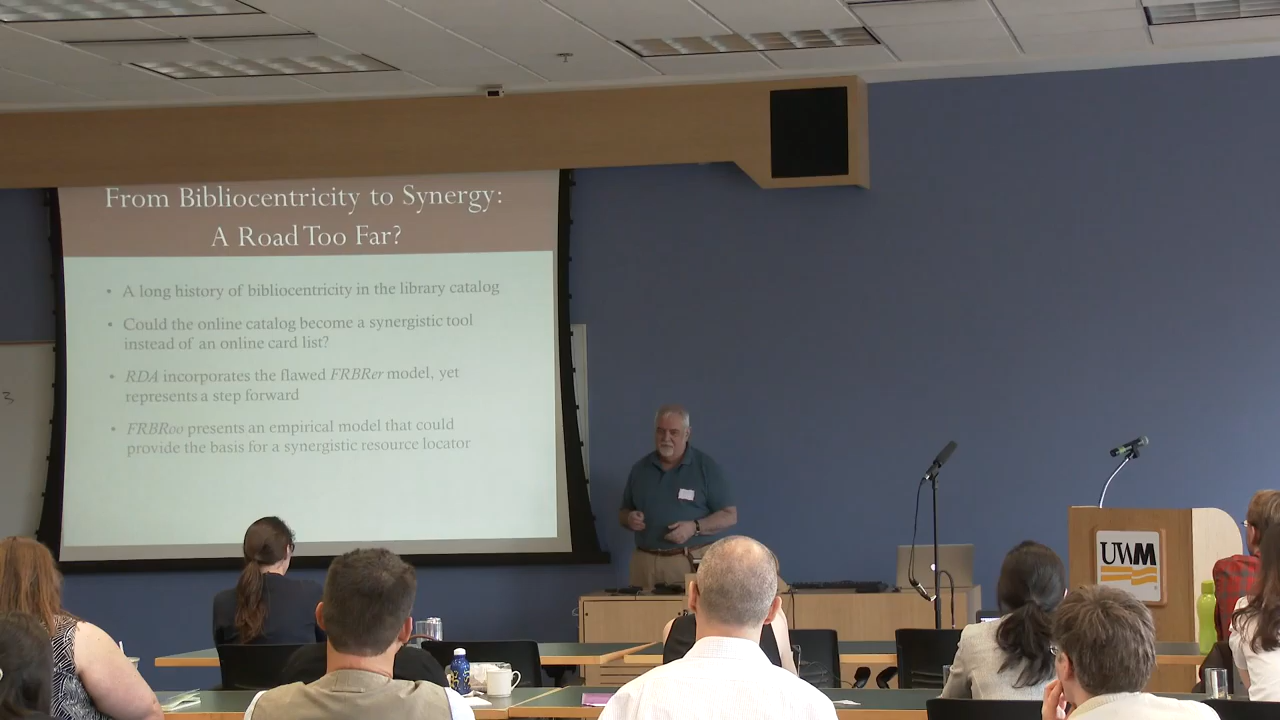 From Bibliocentricity to Synergy:
A Road Too Far?
• A long history of bibliocentricity in the library catalog
• Could the online catalog become a synergistic tool
instead of an online card list?
• RDA incorporates the flawed FRBRer model, yet
represents a step forward
• FRBRoo presents an empirical model that could
provide the basis for a synergistic resource locator
3
UWM